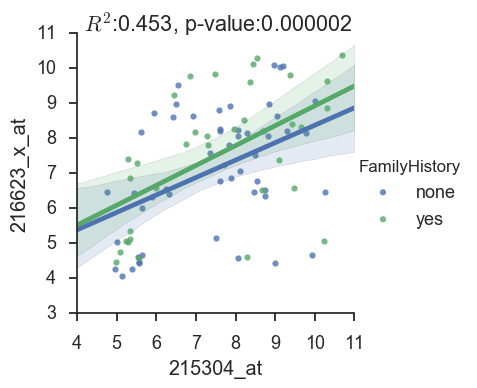 R²:0.453, p-value:0.000002
11
10
9
8
7
6
5
4
3
216623_x_at
4 5 6 7 8 9 10 11
215304_at
FamilyHistory
none
yes